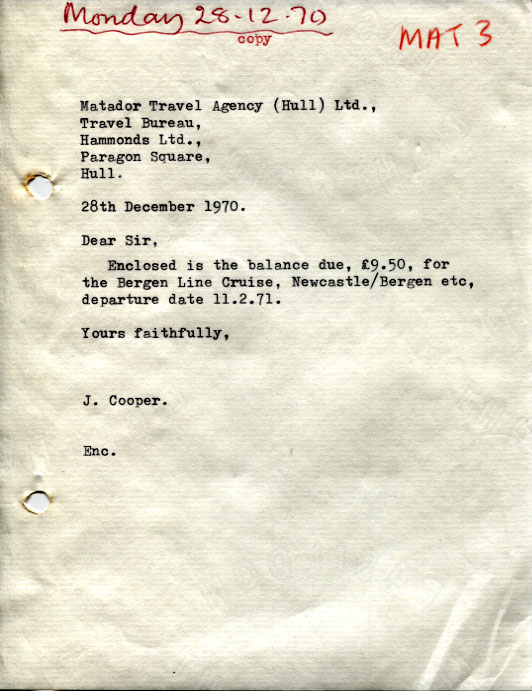 Monday 28-12-70
copy
MAT 3
Matador Travel Agency (Hull) Ltd.,
Travel Bureau,
Hammonds Ltd.,
Paragon Square,
Hull.
28th December 1970.
Dear Sir,
Enclosed is the balance due, £9.50, for
the Bergen Line Cruise, Newcastle/Bergen etc,
departure date 11.2.71.
Yours faithfully,
J. Cooper.
Enc.